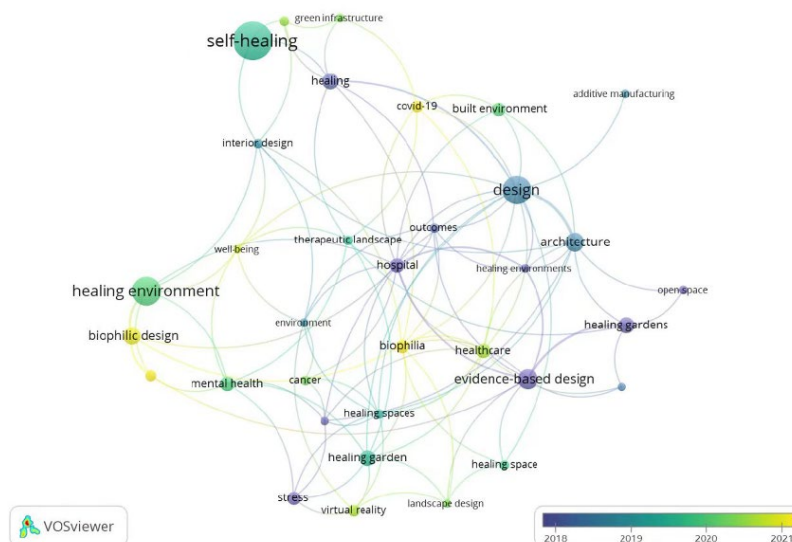 green infrastructure
self-healing
healing
additive manufacturing
covid-19
built environment
interior design
design
outcomes
therapeutic landscape
architecture
well-being
hospital
healing environments
healing environment
open space
environment
healing gardens
biophilic design
biophilia
healthcare
mental health
cancer
evidence-based design
healing spaces
healing garden
healing space
stress
virtual reality
landscape design
VOSviewer
2018 2019 2020 2021